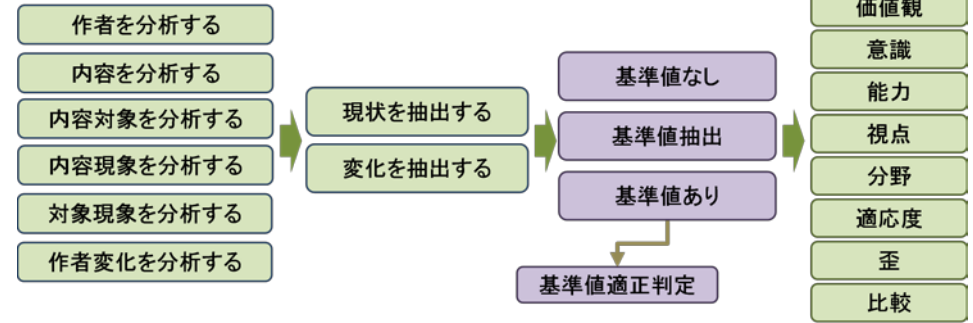 作者を分析する
内容を分析する
内容対象を分析する
内容現象を分析する
対象現象を分析する
作者変化を分析する
現状を抽出する
変化を抽出する
基準値なし
基準値抽出
基準値あり
基準値適正判定
価値観
意識
能力
視点
分野
適応度
歪
比較